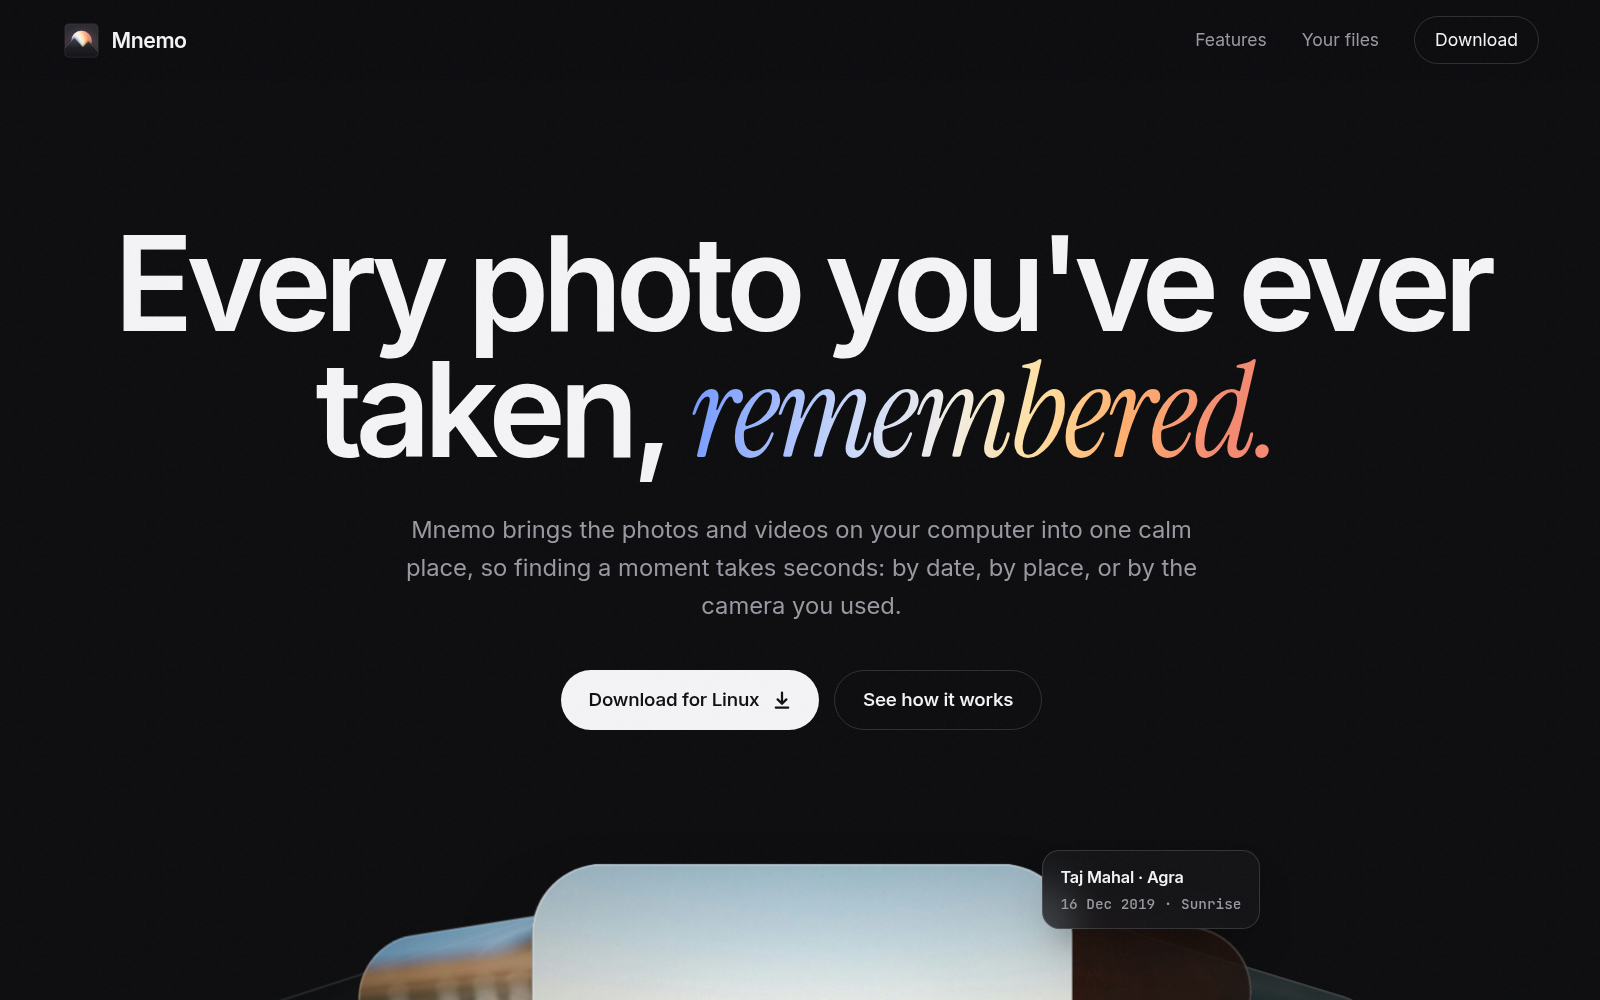 Mnemo
Features
Your files
Download
Every photo you've ever
taken, remembered.
Mnemo brings the photos and videos on your computer into one calm
place, so finding a moment takes seconds: by date, by place, or by the
camera you used.
Download for Linux
See how it works
Taj Mahal · Agra
16 Dec 2019 · Sunrise